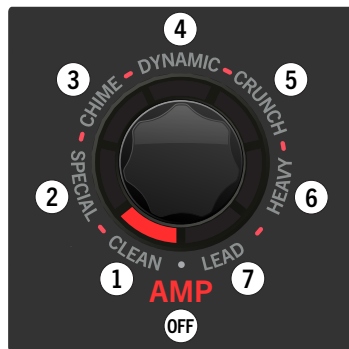 4
DYNAMIC
3
CHIME
CRUNCH
5
2
SPECIAL
HEAVY
6
1
CLEAN
LEAD
7
AMP
OFF